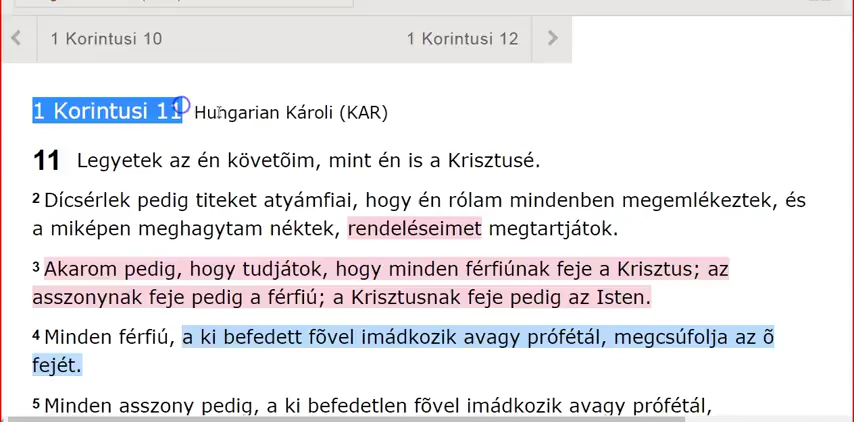 1 Korintusi 10 1 Korintusi 12
1 Korintusi 11 Hungarian Károli (KAR)
11 Legyetek az én követõim, mint én is a Krisztusé.
2 Dícsérlek pedig titeket atyámfiai, hogy én rólam mindenben megemlékeztek, és
a miképen meghagytam néktek, rendeléseimet megtartjátok.
3 Akarom pedig, hogy tudjátok, hogy minden férfiúnak feje a Krisztus; az
asszonynak feje pedig a férfiú; a Krisztusnak feje pedig az Isten.
4 Minden férfiú, a ki befedett fõvel imádkozik avagy prófétál, megcsúfolja az õ
fejét.
5 Minden asszony pedig, a ki befedetlen fõvel imádkozik avagy prófétál,